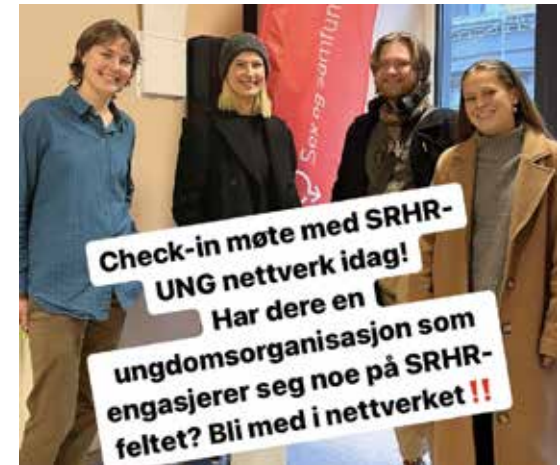 Sex og samfunn
Check-in møte med SRHR-
UNG nettverk idag!
Har dere en
ungdomsorganisasjon som
engasjerer seg noe på SRHR-
feltet? Bli med i nettverket‼️